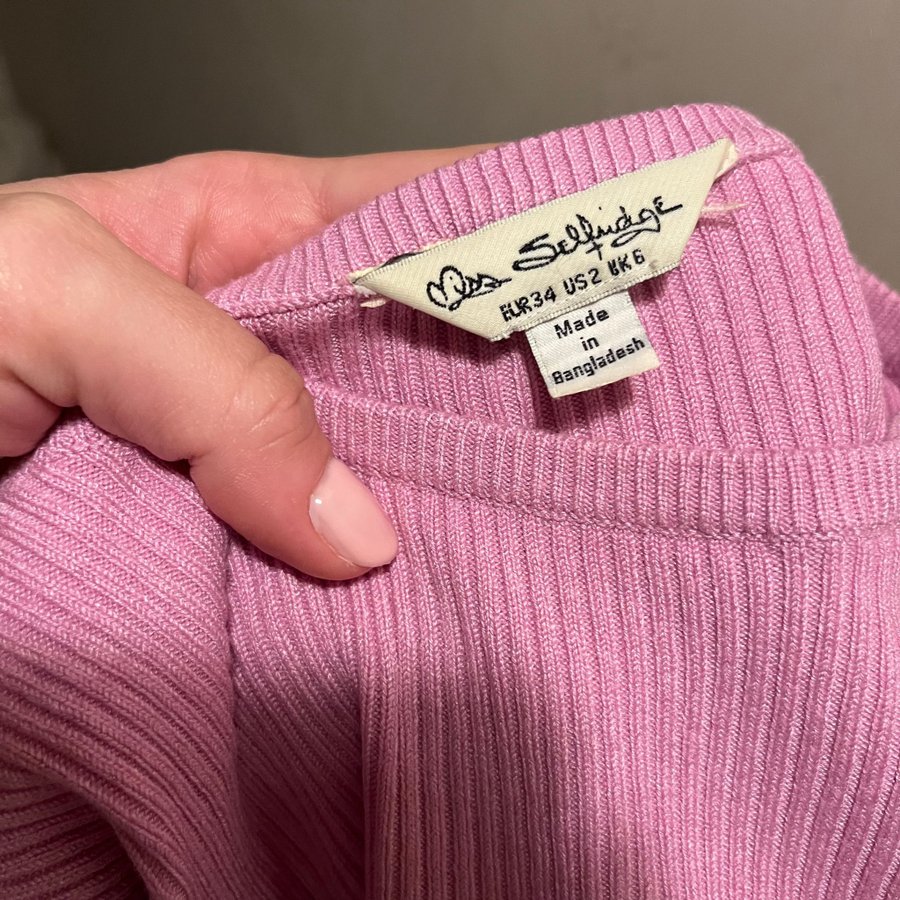 Miss Selfridge
EUR34 US2 UK6
Made
in
Bangladesh